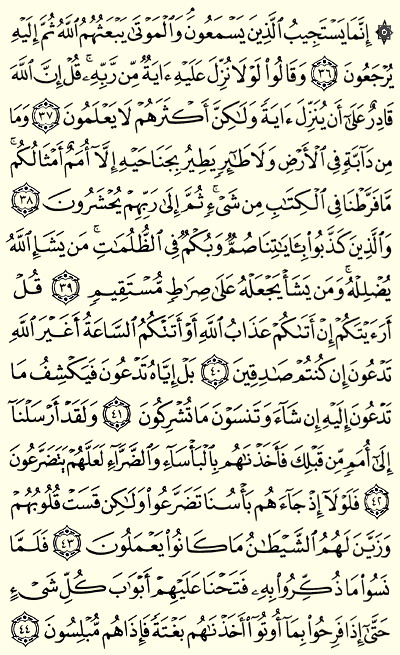 ۞ إِنَّمَا يَسْتَجِيبُ ٱلَّذِينَ يَسْمَعُونَ ۘ وَٱلْمَوْتَىٰ يَبْعَثُهُمُ ٱللَّهُ ثُمَّ إِلَيْهِ
يُرْجَعُونَ ٣٦ وَقَالُوا۟ لَوْلَا نُزِّلَ عَلَيْهِ ءَايَةٌ مِّن رَّبِّهِۦ ۚ قُلْ إِنَّ ٱللَّهَ
قَادِرٌ عَلَىٰٓ أَن يُنَزِّلَ ءَايَةً وَلَـٰكِنَّ أَكْثَرَهُمْ لَا يَعْلَمُونَ ٣٧ وَمَا
مِن دَآبَّةٍ فِى ٱلْأَرْضِ وَلَا طَـٰٓئِرٍ يَطِيرُ بِجَنَاحَيْهِ إِلَّآ أُمَمٌ أَمْثَالُكُم ۚ
مَّا فَرَّطْنَا فِى ٱلْكِتَـٰبِ مِن شَىْءٍ ۚ ثُمَّ إِلَىٰ رَبِّهِمْ يُحْشَرُونَ ٣٨
وَٱلَّذِينَ كَذَّبُوا۟ بِـَٔايَـٰتِنَا صُمٌّ وَبُكْمٌ فِى ٱلظُّلُمَـٰتِ ۗ مَن يَشَإِ ٱللَّهُ
يُضْلِلْهُ وَمَن يَشَأْ يَجْعَلْهُ عَلَىٰ صِرَٰطٍ مُّسْتَقِيمٍ ٣٩ قُلْ
أَرَءَيْتَكُمْ إِنْ أَتَىٰكُمْ عَذَابُ ٱللَّهِ أَوْ أَتَتْكُمُ ٱلسَّاعَةُ أَغَيْرَ ٱللَّهِ
تَدْعُونَ إِن كُنتُمْ صَـٰدِقِينَ ٤٠ بَلْ إِيَّاهُ تَدْعُونَ فَيَكْشِفُ مَا
تَدْعُونَ إِلَيْهِ إِن شَآءَ وَتَنسَوْنَ مَا تُشْرِكُونَ ٤١ وَلَقَدْ أَرْسَلْنَآ
إِلَىٰٓ أُمَمٍ مِّن قَبْلِكَ فَأَخَذْنَـٰهُم بِٱلْبَأْسَآءِ وَٱلضَّرَّآءِ لَعَلَّهُمْ يَتَضَرَّعُونَ
٤٢ فَلَوْلَآ إِذْ جَآءَهُم بَأْسُنَا تَضَرَّعُوا۟ وَلَـٰكِن قَسَتْ قُلُوبُهُمْ
وَزَيَّنَ لَهُمُ ٱلشَّيْطَـٰنُ مَا كَانُوا۟ يَعْمَلُونَ ٤٣ فَلَمَّا
نَسُوا۟ مَا ذُكِّرُوا۟ بِهِۦ فَتَحْنَا عَلَيْهِمْ أَبْوَٰبَ كُلِّ شَىْءٍ
حَتَّىٰٓ إِذَا فَرِحُوا۟ بِمَآ أُوتُوٓا۟ أَخَذْنَـٰهُم بَغْتَةً فَإِذَا هُم مُّبْلِسُونَ ٤٤